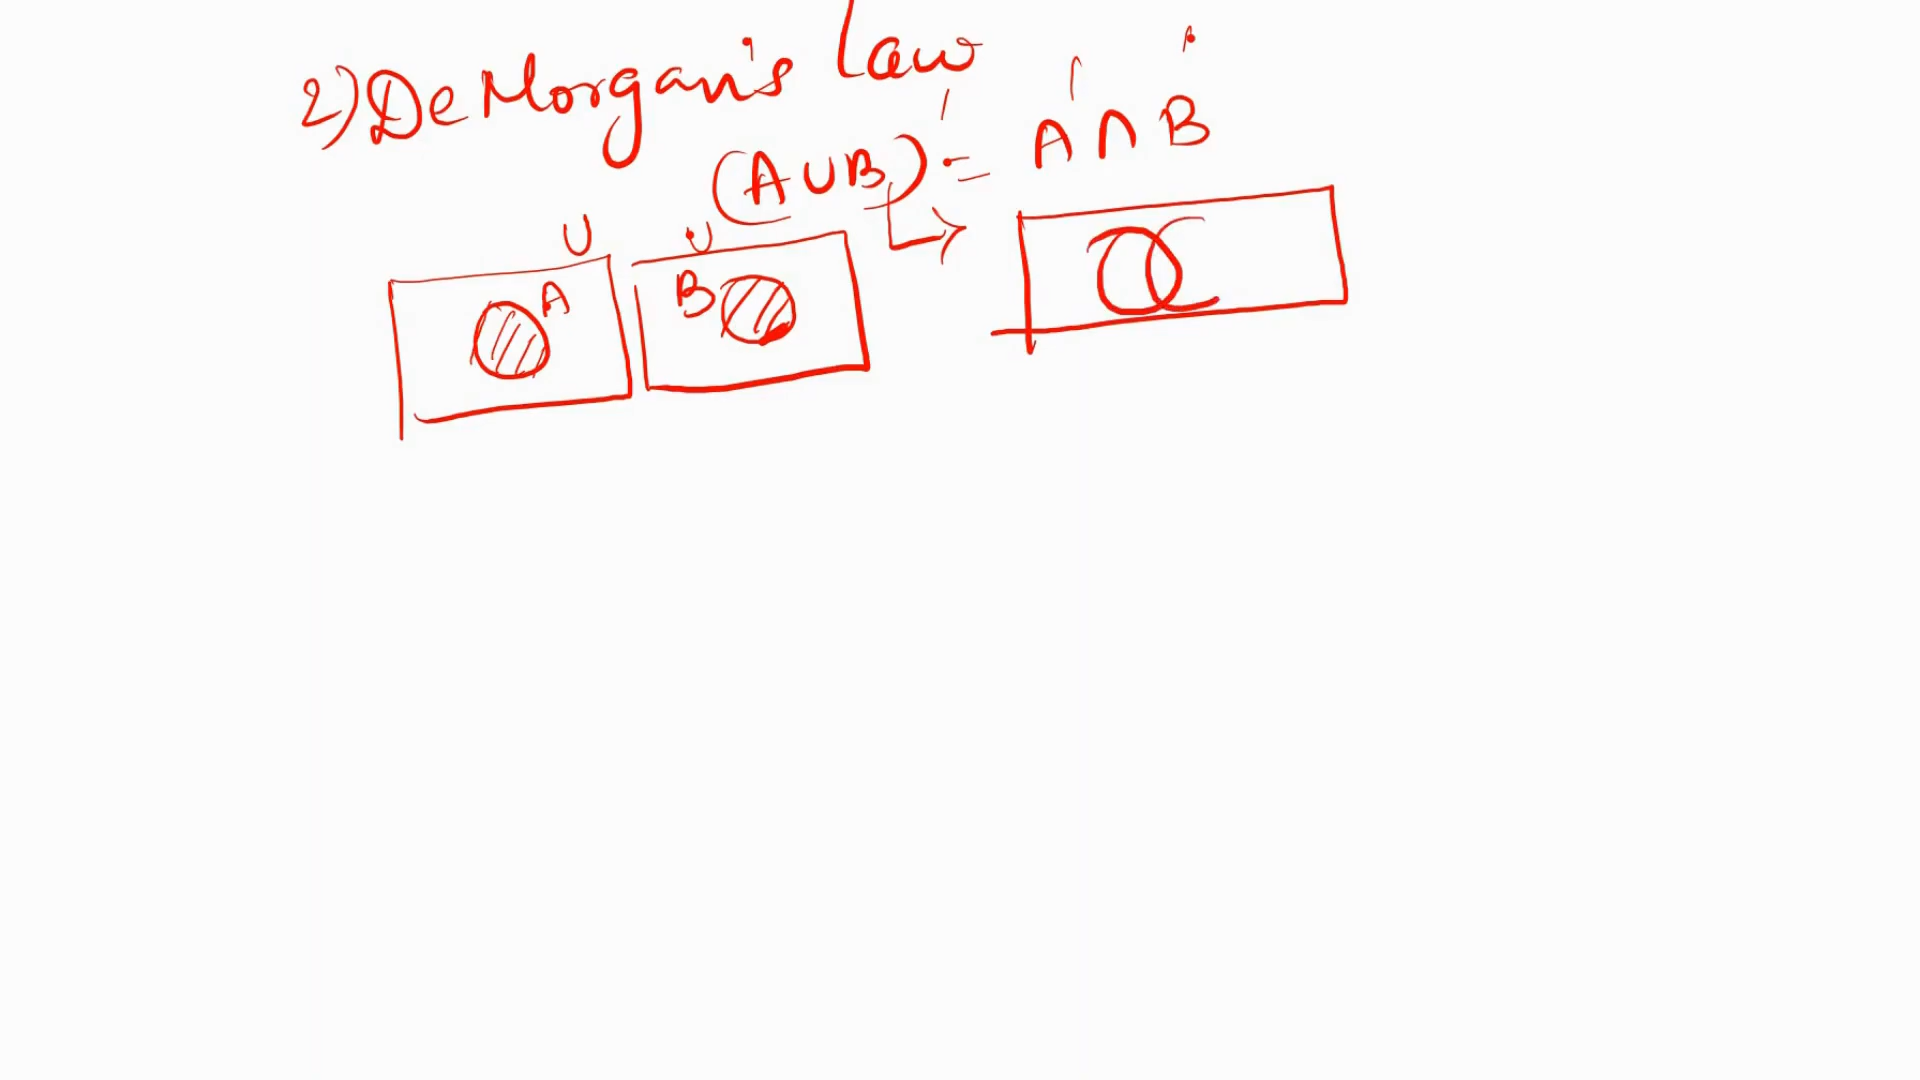 2) De Morgan's Law
(A∪B)' = A' ∩ B'
U
U
A
B